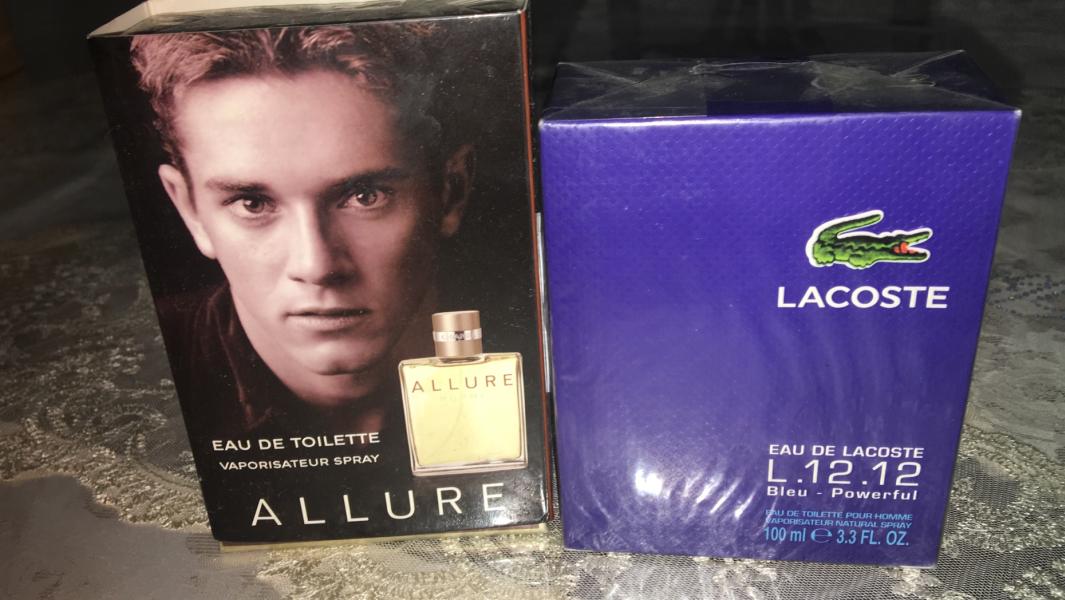 ALLURE
EAU DE TOILETTE
VAPORISATEUR SPRAY
ALLURE
LACOSTE
EAU DE LACOSTE
L.12.12
Bleu - Powerful
EAU DE TOILETTE POUR HOMME
VAPORISATEUR NATURAL SPRAY
100 ml ℮ 3.3 FL. OZ.